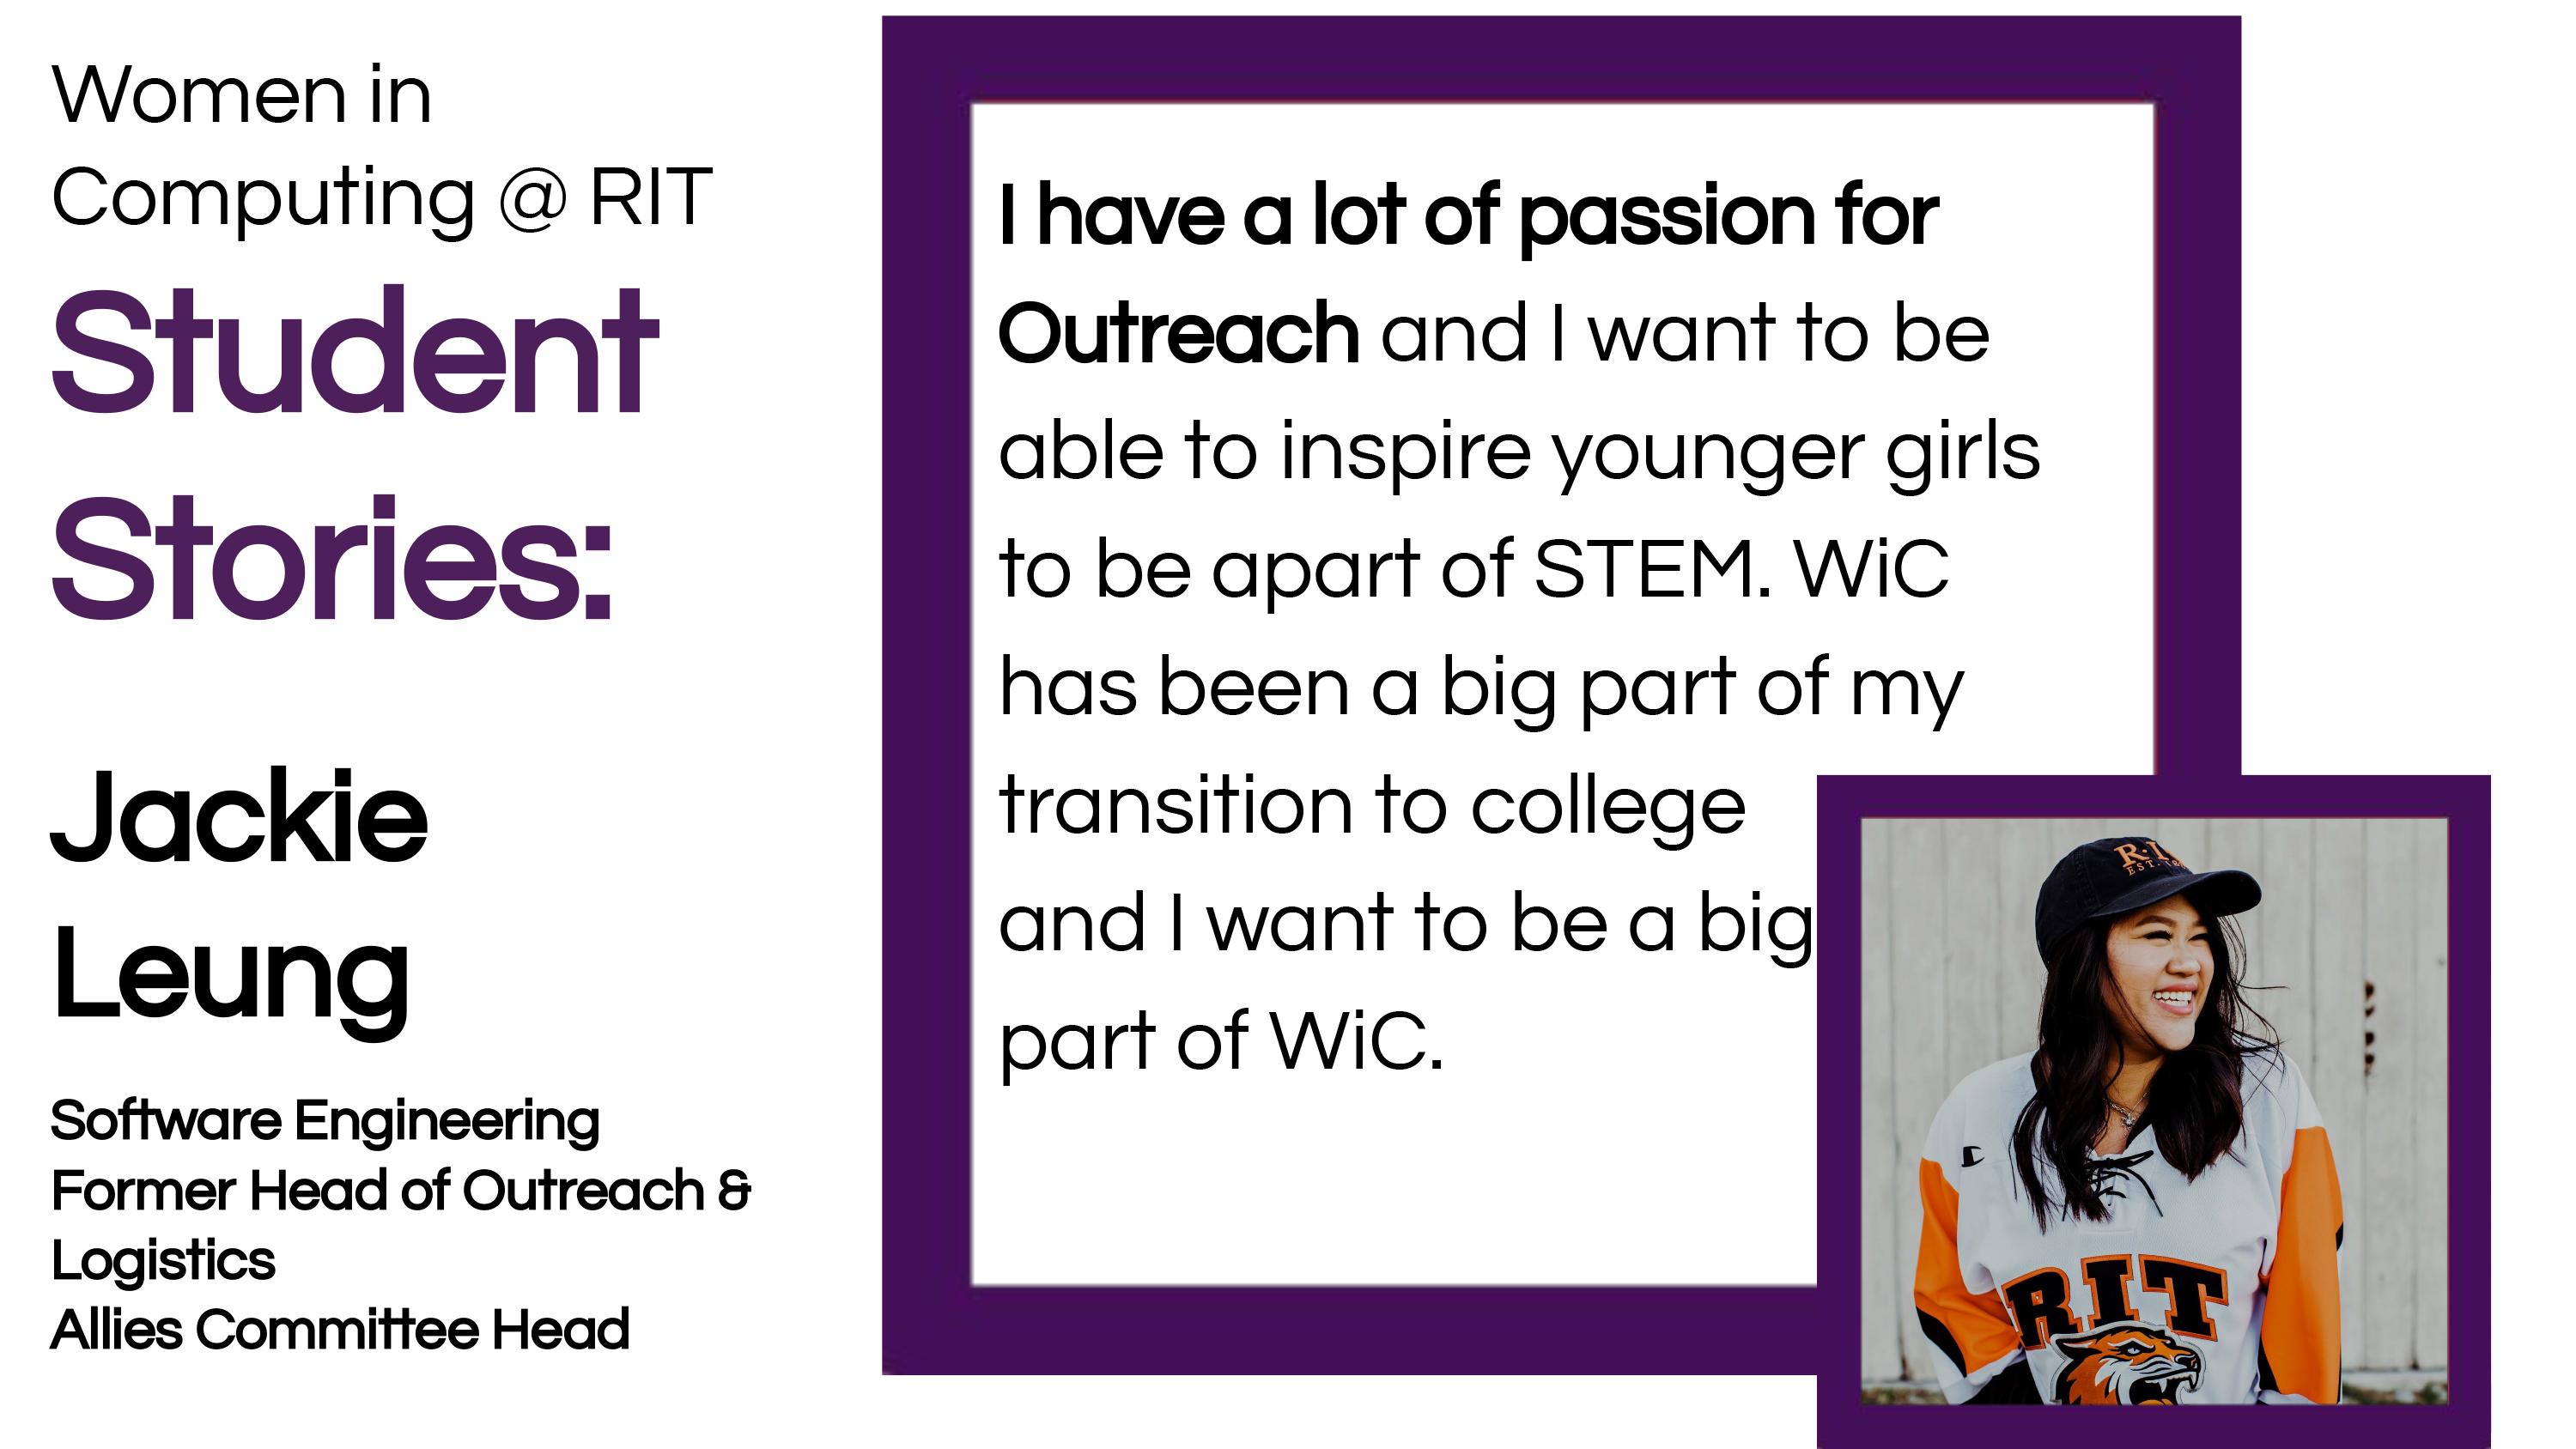 Women in
Computing @ RIT
Student
Stories:
Jackie
Leung
Software Engineering
Former Head of Outreach &
Logistics
Allies Committee Head
I have a lot of passion for
Outreach and I want to be
able to inspire younger girls
to be apart of STEM. WiC
has been a big part of my
transition to college
and I want to be a big
part of WiC.
R·I
EST.
RIT